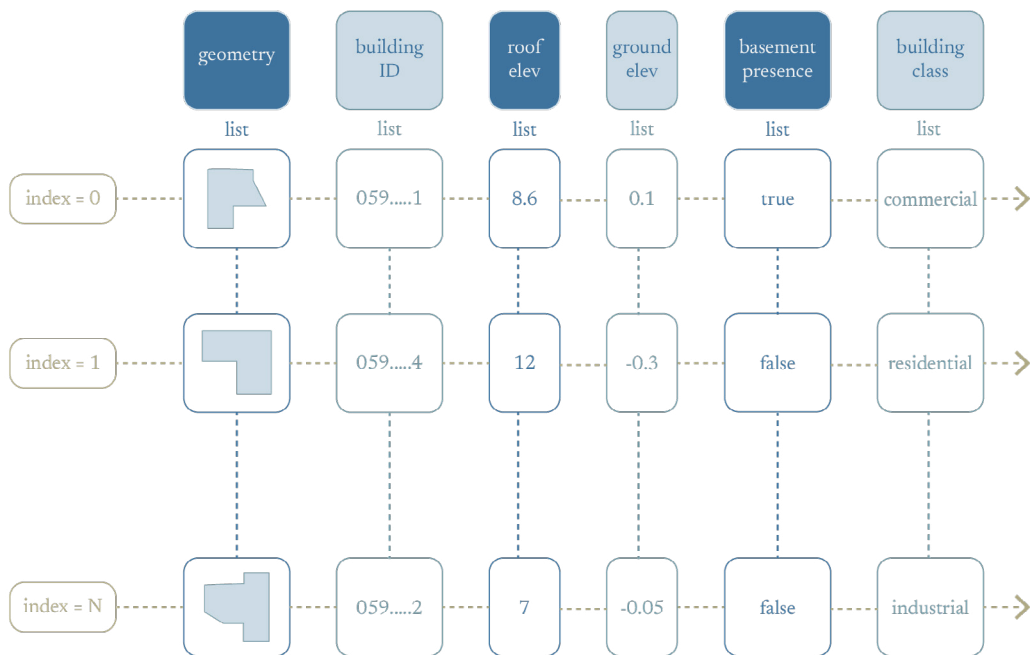 geometry
building
ID
roof
elev
ground
elev
basement
presence
building
class
list list list list list list
index = 0 059.....1 8.6 0.1 true commercial
index = 1 059.....4 12 -0.3 false residential
index = N 059.....2 7 -0.05 false industrial